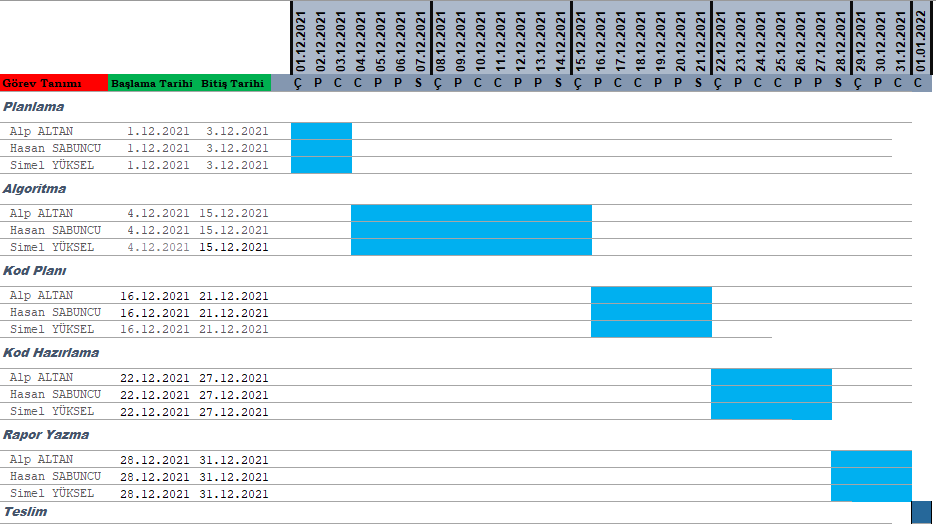 01.12.2021 02.12.2021 03.12.2021 04.12.2021 05.12.2021 06.12.2021 07.12.2021 08.12.2021 09.12.2021 10.12.2021 11.12.2021 12.12.2021 13.12.2021 14.12.2021 15.12.2021 16.12.2021 17.12.2021 18.12.2021 19.12.2021 20.12.2021 21.12.2021 22.12.2021 23.12.2021 24.12.2021 25.12.2021 26.12.2021 27.12.2021 28.12.2021 29.12.2021 30.12.2021 31.12.2021 01.01.2022
Görev Tanımı Başlama Tarihi Bitiş Tarihi Ç P C C P P S Ç P C C P P S Ç P C C P P S Ç P C C P P S Ç P C C
Planlama
Alp ALTAN 1.12.2021 3.12.2021
Hasan SABUNCU 1.12.2021 3.12.2021
Simel YÜKSEL 1.12.2021 3.12.2021
Algoritma
Alp ALTAN 4.12.2021 15.12.2021
Hasan SABUNCU 4.12.2021 15.12.2021
Simel YÜKSEL 4.12.2021 15.12.2021
Kod Planı
Alp ALTAN 16.12.2021 21.12.2021
Hasan SABUNCU 16.12.2021 21.12.2021
Simel YÜKSEL 16.12.2021 21.12.2021
Kod Hazırlama
Alp ALTAN 22.12.2021 27.12.2021
Hasan SABUNCU 22.12.2021 27.12.2021
Simel YÜKSEL 22.12.2021 27.12.2021
Rapor Yazma
Alp ALTAN 28.12.2021 31.12.2021
Hasan SABUNCU 28.12.2021 31.12.2021
Simel YÜKSEL 28.12.2021 31.12.2021
Teslim